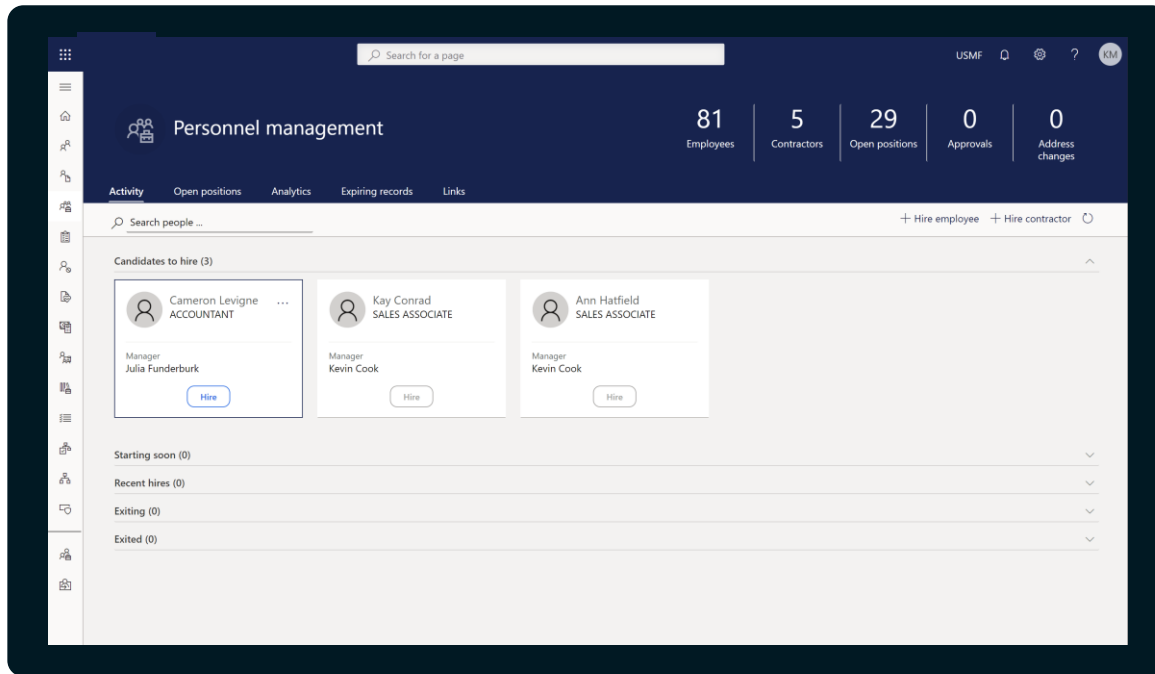 Search for a page
USMF
?
KM
Personnel management
81
Employees
5
Contractors
29
Open positions
0
Approvals
0
Address
changes
Activity
Open positions
Analytics
Expiring records
Links
Search people ...
+ Hire employee
+ Hire contractor
Candidates to hire (3)
Cameron Levigne
...
ACCOUNTANT
Manager
Julia Funderburk
Hire
Kay Conrad
SALES ASSOCIATE
Manager
Kevin Cook
Hire
Ann Hatfield
SALES ASSOCIATE
Manager
Kevin Cook
Hire
Starting soon (0)
Recent hires (0)
Exiting (0)
Exited (0)